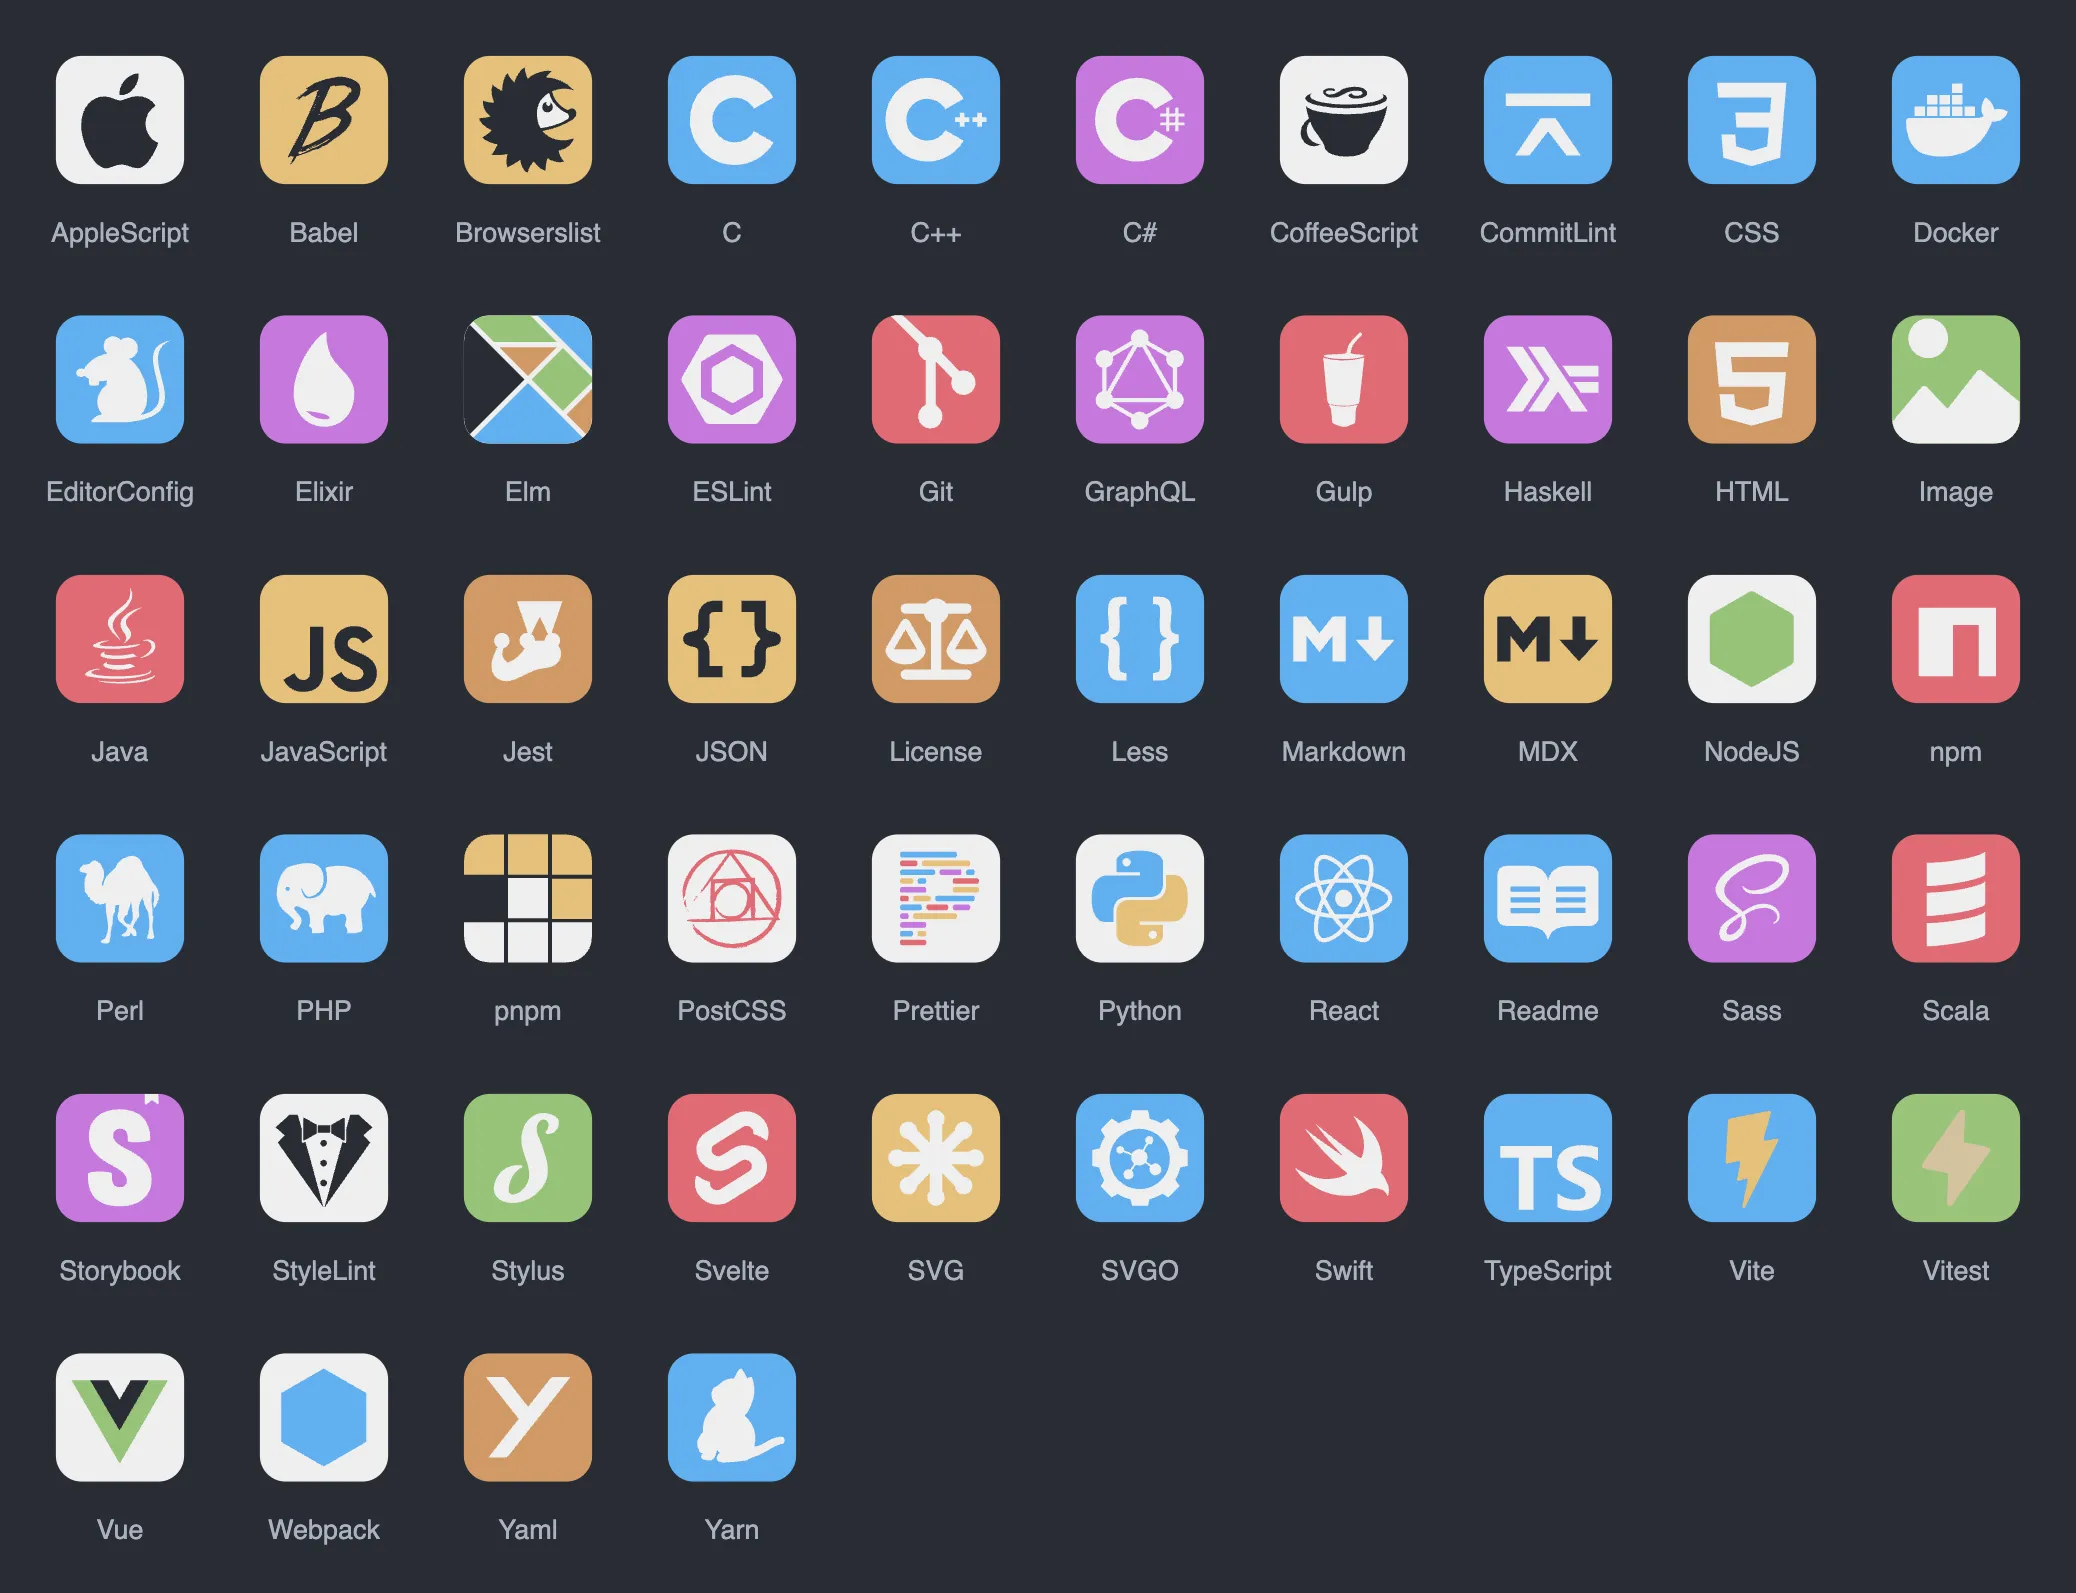 AppleScript Babel Browserslist C C++ C# CoffeeScript CommitLint CSS Docker
EditorConfig Elixir Elm ESLint Git GraphQL Gulp Haskell HTML Image
JS M M
Java JavaScript Jest JSON License Less Markdown MDX NodeJS npm
Perl PHP pnpm PostCSS Prettier Python React Readme Sass Scala
TS
Storybook StyleLint Stylus Svelte SVG SVGO Swift TypeScript Vite Vitest
Vue Webpack Yaml Yarn